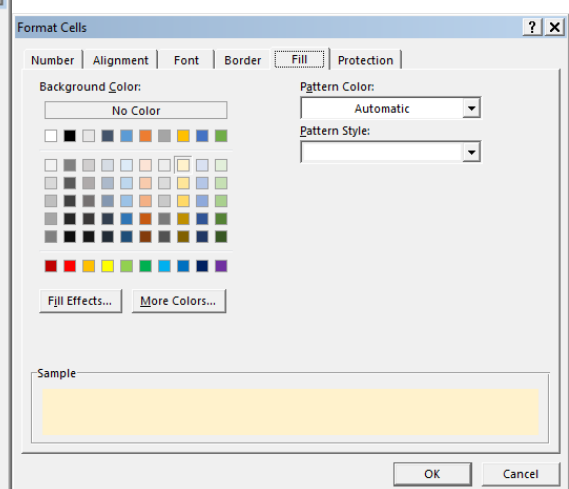 Format Cells
? X
Number Alignment Font Border Fill Protection
Background Color:
No Color
Pattern Color:
Automatic
Pattern Style:
Fill Effects... More Colors...
Sample
OK Cancel